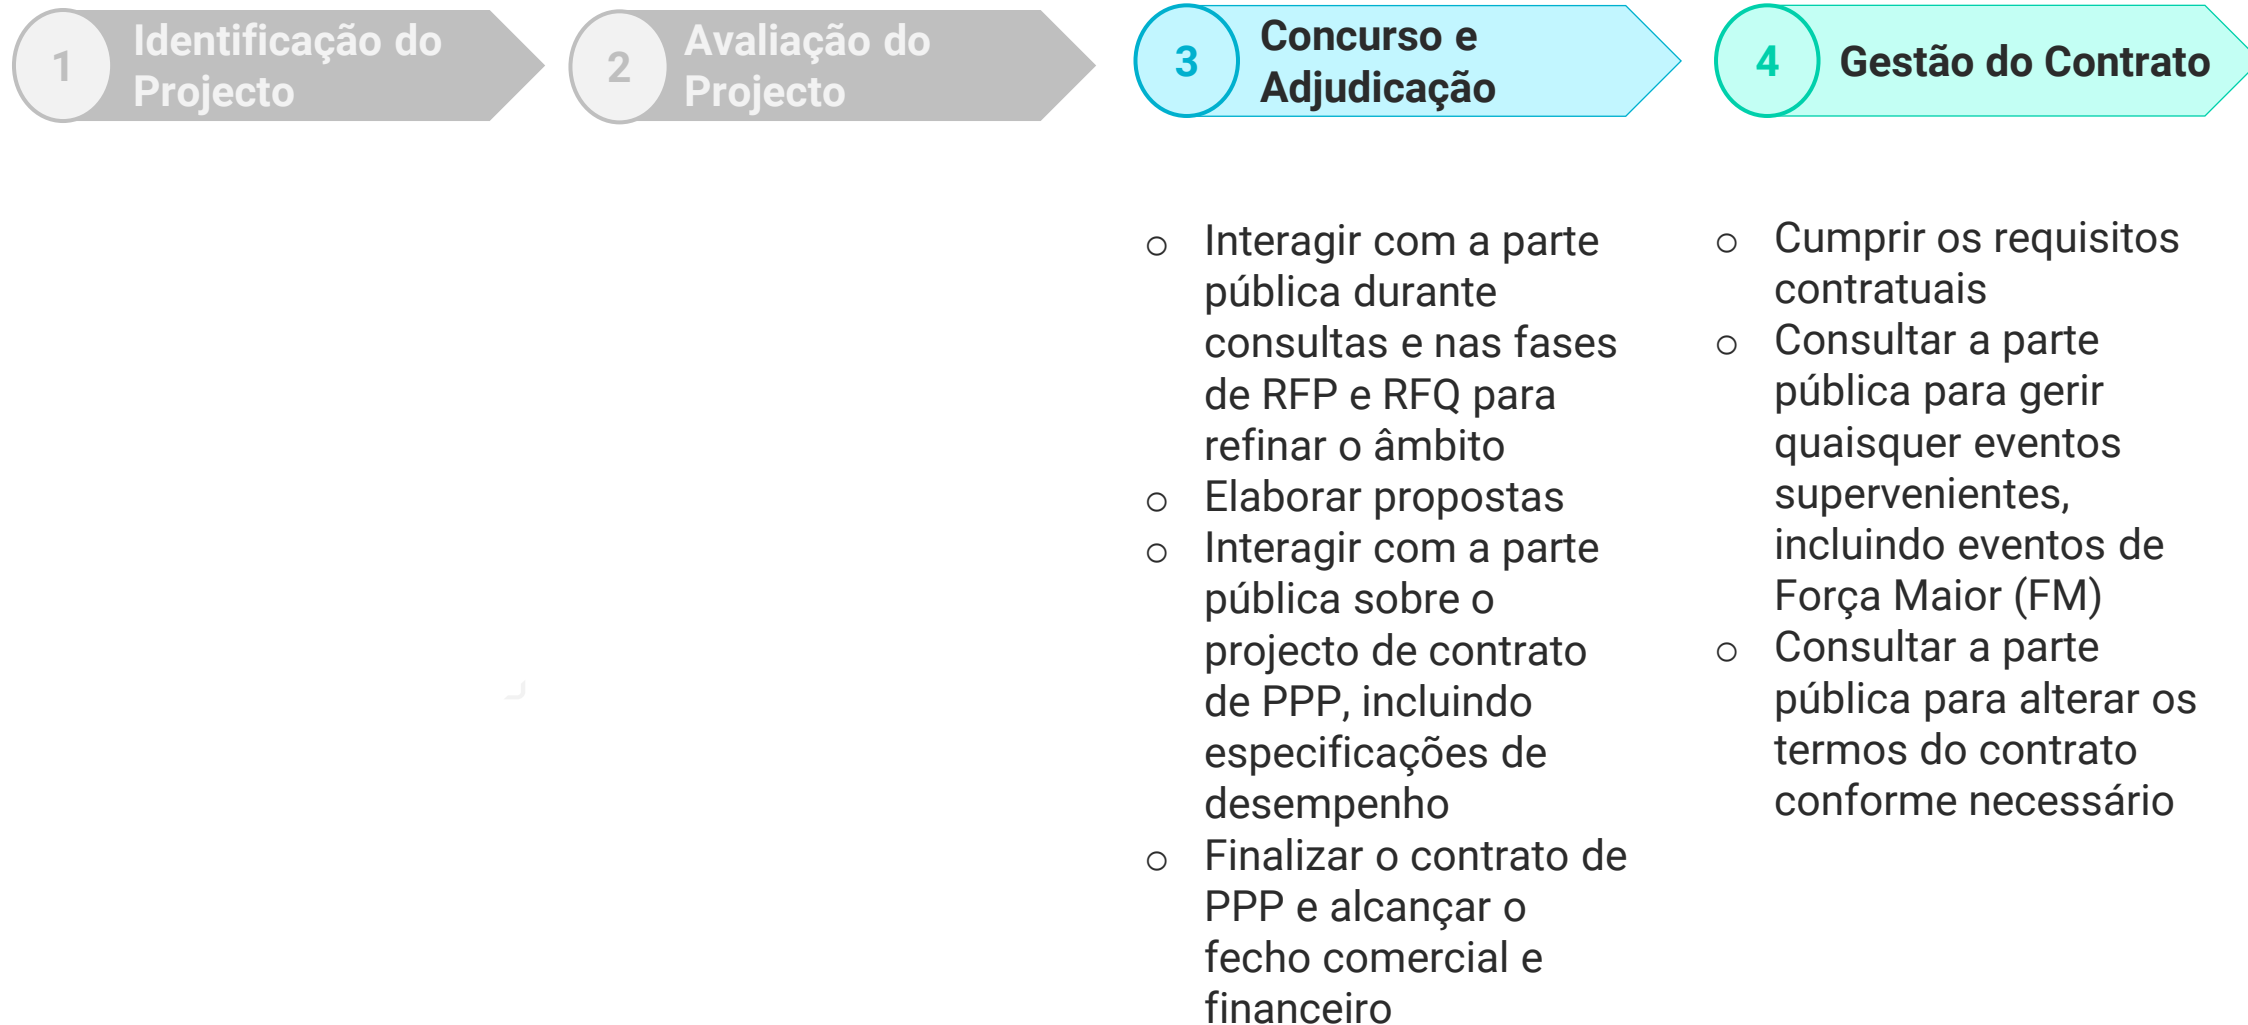 1
Identificação do
Projecto
2
Avaliação do
Projecto
3
Concurso e
Adjudicação
4
Gestão do Contrato
○ Interagir com a parte
pública durante
consultas e nas fases
de RFP e RFQ para
refinar o âmbito
○ Elaborar propostas
○ Interagir com a parte
pública sobre o
projecto de contrato
de PPP, incluindo
especificações de
desempenho
○ Finalizar o contrato de
PPP e alcançar o
fecho comercial e
financeiro
○ Cumprir os requisitos
contratuais
○ Consultar a parte
pública para gerir
quaisquer eventos
supervenientes,
incluindo eventos de
Força Maior (FM)
○ Consultar a parte
pública para alterar os
termos do contrato
conforme necessário